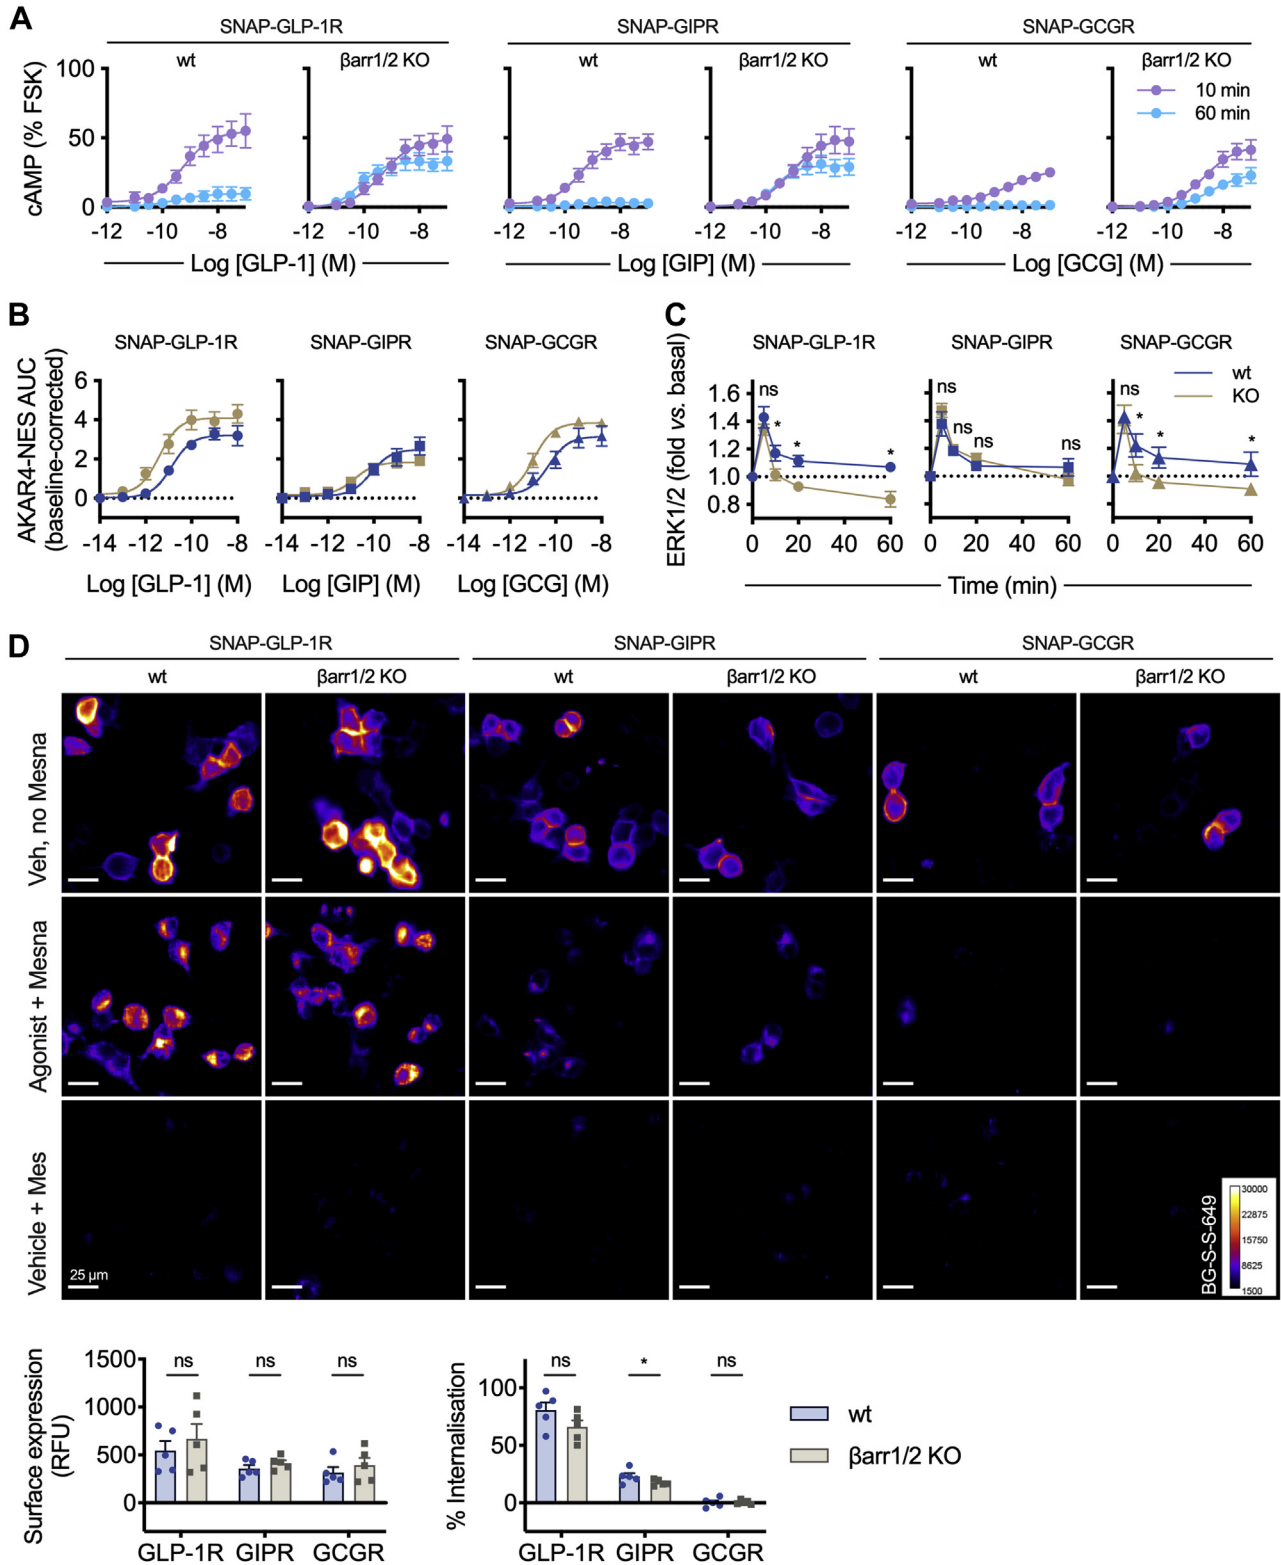 A
SNAP-GLP-1R
SNAP-GIPR
SNAP-GCGR
wt
βarr1/2 KO
wt
βarr1/2 KO
wt
βarr1/2 KO
cAMP (% FSK)
100
50
0
10 min
60 min
-12 -10 -8
-12 -10 -8
-12 -10 -8
-12 -10 -8
-12 -10 -8
-12 -10 -8
Log [GLP-1] (M)
Log [GIP] (M)
Log [GCG] (M)
B
SNAP-GLP-1R
SNAP-GIPR
SNAP-GCGR
AKAR4-NES AUC
(baseline-corrected)
6
4
2
0
-14 -12 -10 -8
-14 -12 -10 -8
-14 -12 -10 -8
Log [GLP-1] (M)
Log [GIP] (M)
Log [GCG] (M)
C
SNAP-GLP-1R
SNAP-GIPR
SNAP-GCGR
wt
KO
ERK1/2 (fold vs. basal)
1.6
1.4
1.2
1.0
0.8
ns
*
*
*
ns
ns
ns
ns
ns
*
*
*
0 20 40 60
0 20 40 60
0 20 40 60
Time (min)
D
SNAP-GLP-1R
SNAP-GIPR
SNAP-GCGR
wt
βarr1/2 KO
wt
βarr1/2 KO
wt
βarr1/2 KO
Veh, no Mesna
Agonist + Mesna
Vehicle + Mes
25 µm
BG-S-S-649
30000
22875
15750
8625
1500
Surface expression
(RFU)
1500
1000
500
0
ns
ns
ns
GLP-1R GIPR GCGR
% Internalisation
100
50
0
ns
*
ns
GLP-1R GIPR GCGR
wt
βarr1/2 KO